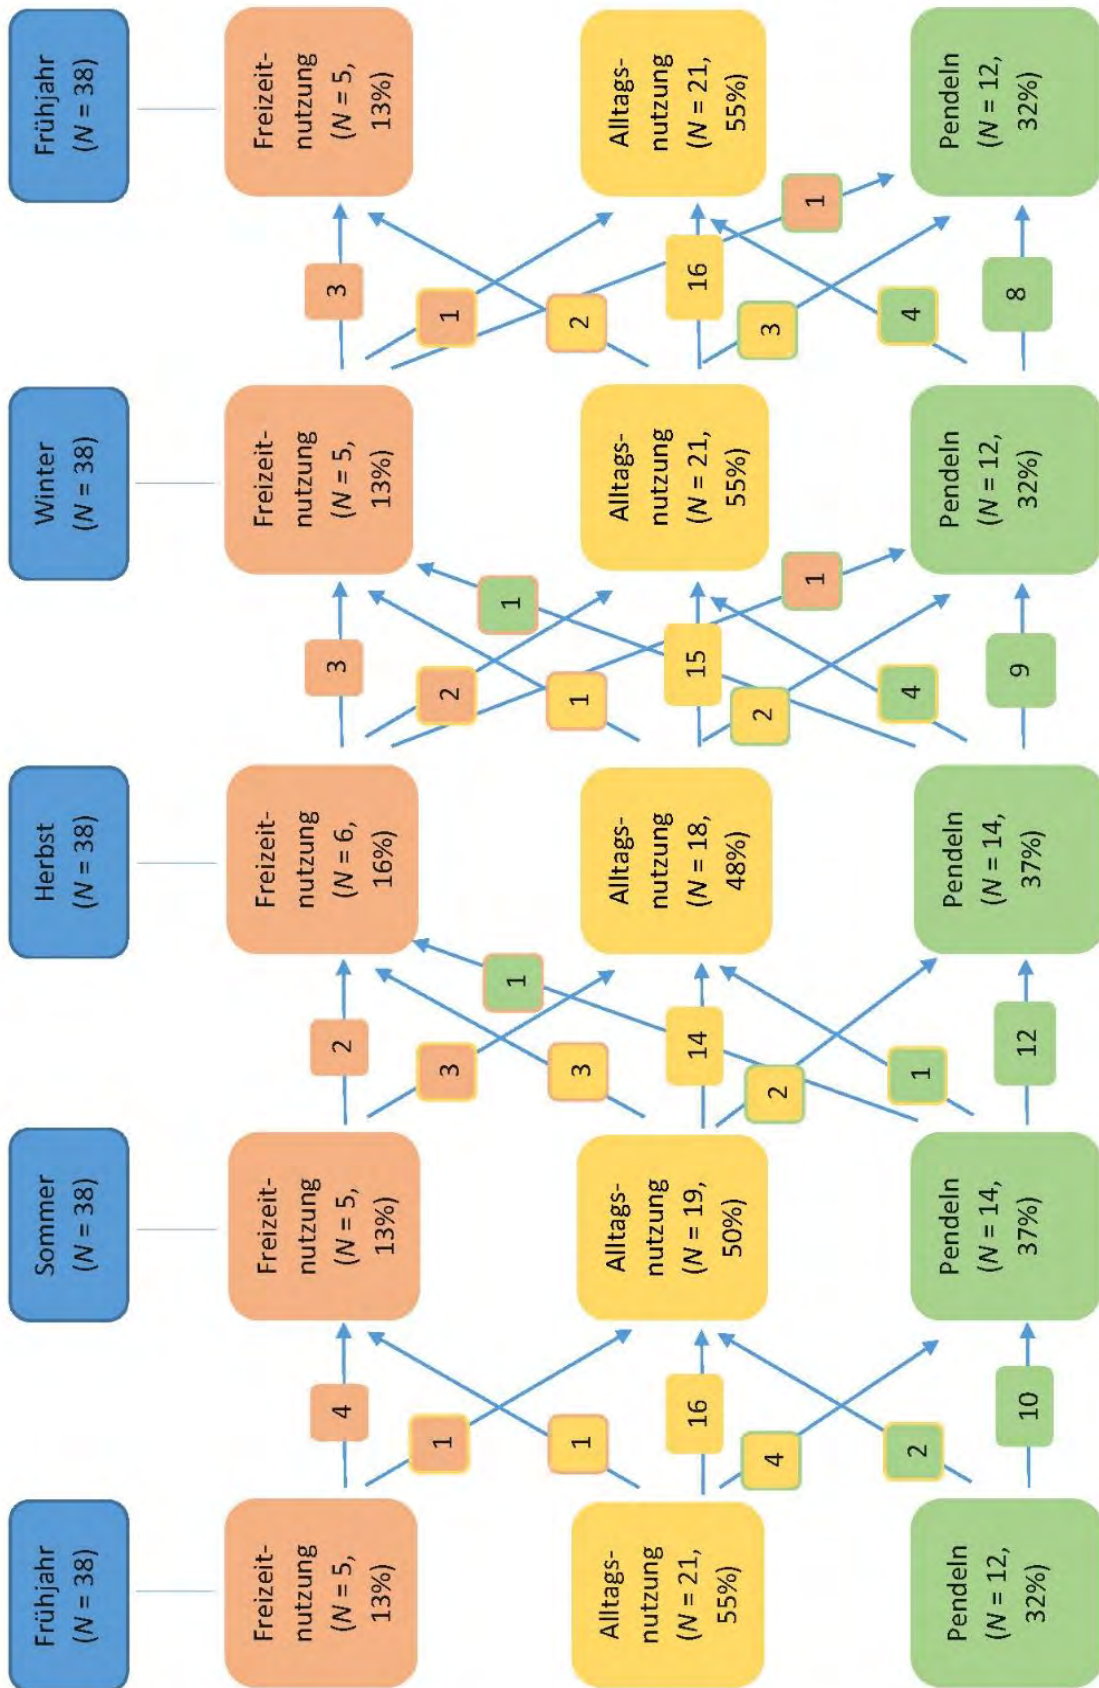 Frühjahr
(N = 38)
Freizeit-
nutzung
(N = 5,
13%)
Alltags-
nutzung
(N = 21,
55%)
Pendeln
(N = 12,
32%)
4
1
1
16
4
2
10
Sommer
(N = 38)
Freizeit-
nutzung
(N = 5,
13%)
Alltags-
nutzung
(N = 19,
50%)
Pendeln
(N = 14,
37%)
2
3
1
3
14
2
1
12
Herbst
(N = 38)
Freizeit-
nutzung
(N = 6,
16%)
Alltags-
nutzung
(N = 18,
48%)
Pendeln
(N = 14,
37%)
3
2
1
1
15
2
1
4
9
Winter
(N = 38)
Freizeit-
nutzung
(N = 5,
13%)
Alltags-
nutzung
(N = 21,
55%)
Pendeln
(N = 12,
32%)
3
1
2
16
3
1
4
8
Frühjahr
(N = 38)
Freizeit-
nutzung
(N = 5,
13%)
Alltags-
nutzung
(N = 21,
55%)
Pendeln
(N = 12,
32%)